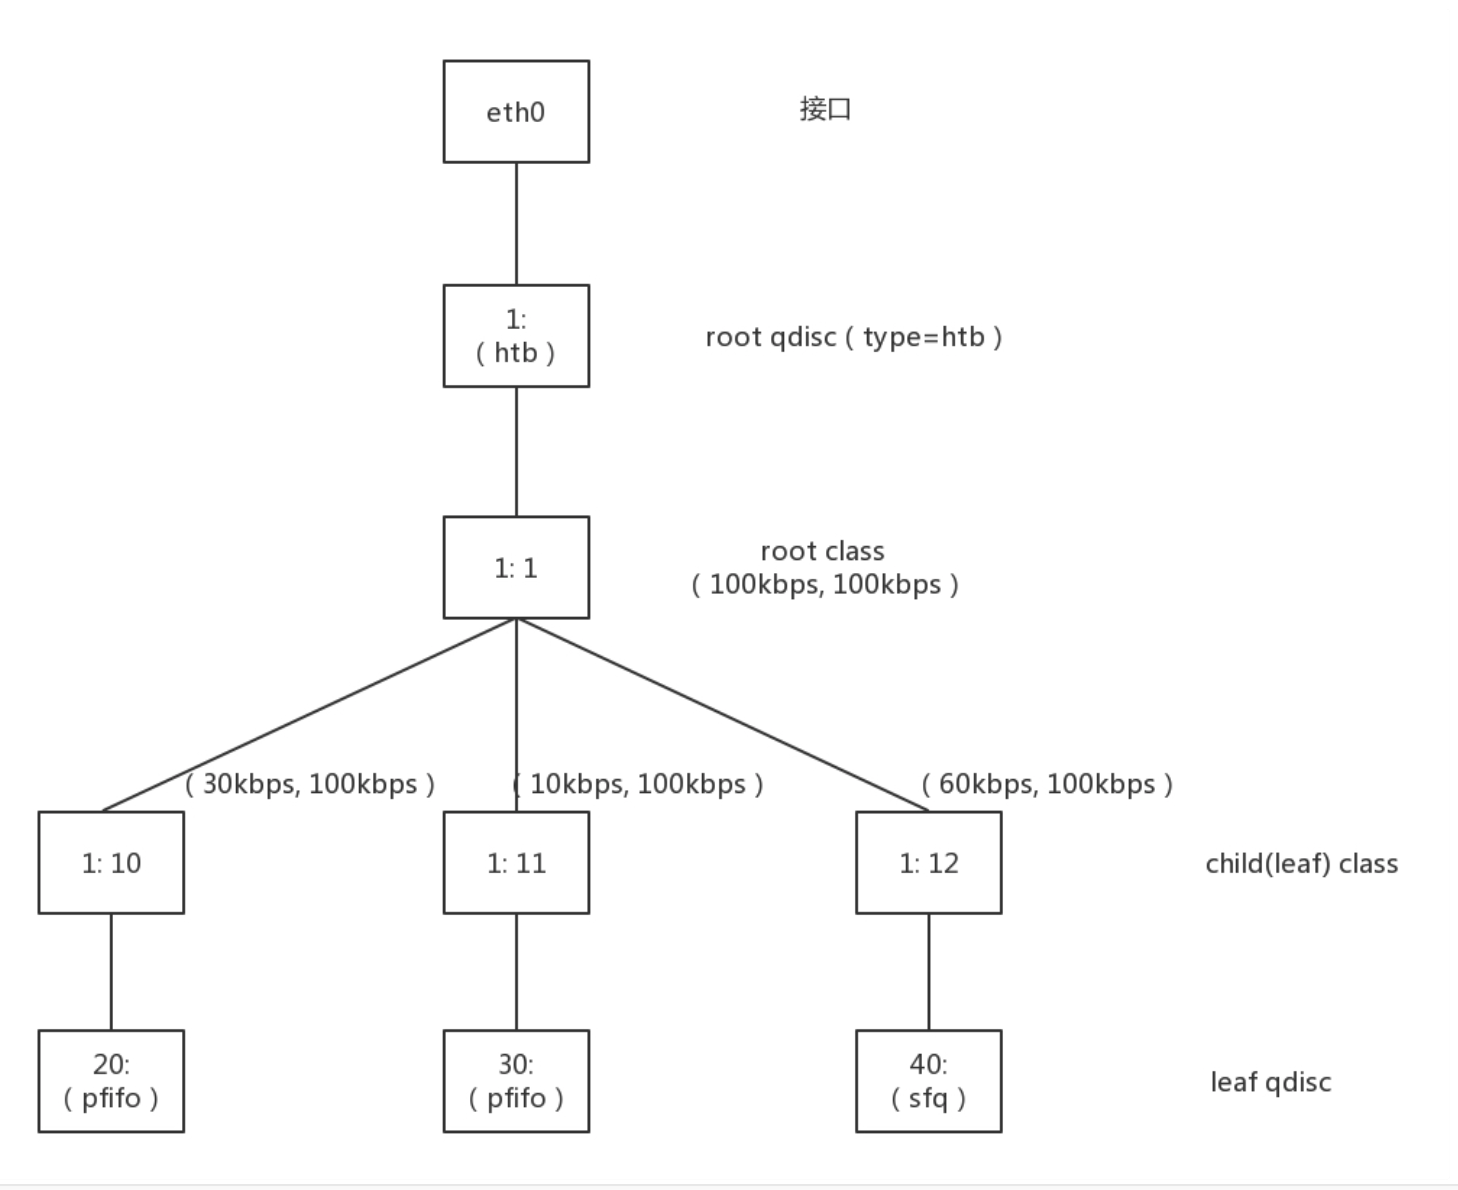 eth0
接口
1:
( htb )
root qdisc ( type=htb )
1: 1
root class
( 100kbps, 100kbps )
( 30kbps, 100kbps )
( 10kbps, 100kbps )
( 60kbps, 100kbps )
1: 10
1: 11
1: 12
child(leaf) class
20:
( pfifo )
30:
( pfifo )
40:
( sfq )
leaf qdisc